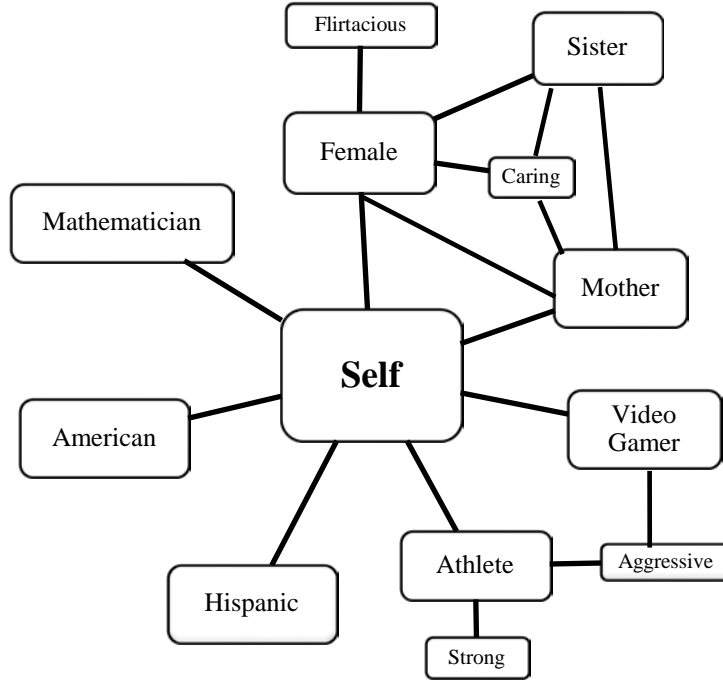 Flirtacious
Sister
Female
Caring
Mathematician
Mother
Self
American
Video
Gamer
Athlete
Aggressive
Hispanic
Strong